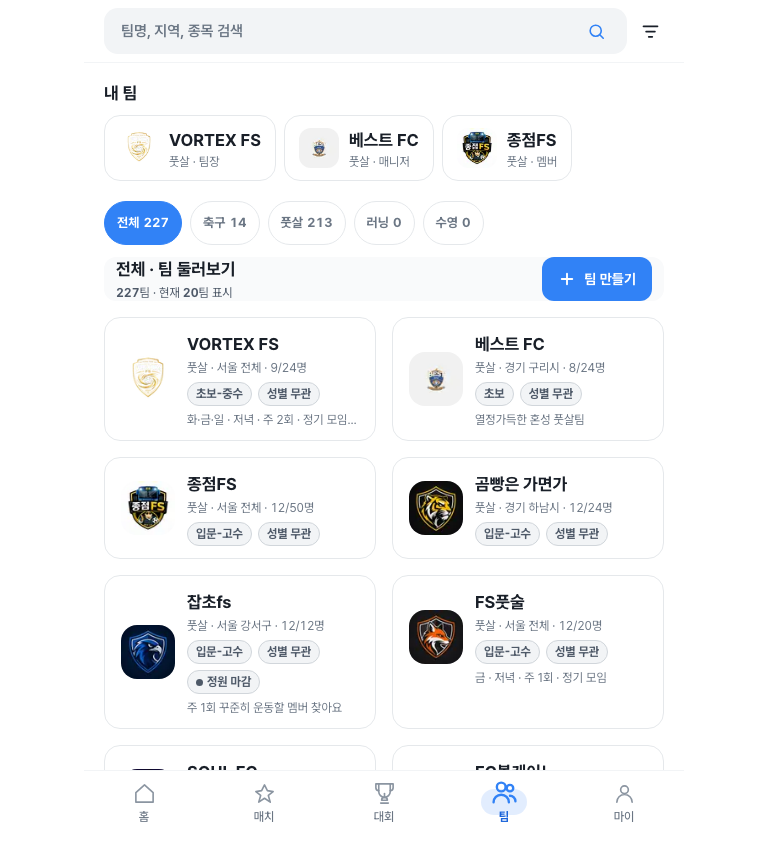 팀명, 지역, 종목 검색
내 팀
VORTEX FS
풋살 · 팀장
베스트 FC
풋살 · 매니저
종점FS
종점FS
풋살 · 멤버
전체 227
축구 14
풋살 213
러닝 0
수영 0
전체 · 팀 둘러보기
227팀 · 현재 20팀 표시
팀 만들기
VORTEX FS
풋살 · 서울 전체 · 9/24명
초보-중수
성별 무관
화·금·일 · 저녁 · 주 2회 · 정기 모임...
베스트 FC
풋살 · 경기 구리시 · 8/24명
초보
성별 무관
열정가득한 혼성 풋살팀
종점FS
종점FS
풋살 · 서울 전체 · 12/50명
입문-고수
성별 무관
곰빵은 가면가
풋살 · 경기 하남시 · 12/24명
입문-고수
성별 무관
잡초fs
풋살 · 서울 강서구 · 12/12명
입문-고수
성별 무관
정원 마감
주 1회 꾸준히 운동할 멤버 찾아요
FS풋술
풋살 · 서울 전체 · 12/20명
입문-고수
성별 무관
금 · 저녁 · 주 1회 · 정기 모임
홈
매치
대회
팀
마이